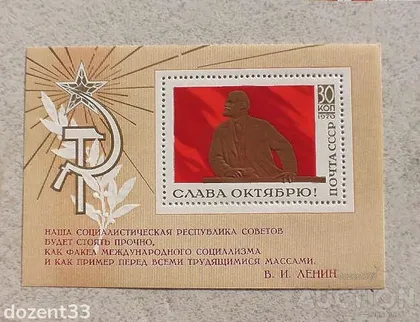 30
КОП
1970
ПОЧТА СССР
СЛАВА ОКТЯБРЮ!
НАША СОЦИАЛИСТИЧЕСКАЯ РЕСПУБЛИКА СОВЕТОВ
БУДЕТ СТОЯТЬ ПРОЧНО,
КАК ФАКЕЛ МЕЖДУНАРОДНОГО СОЦИАЛИЗМА
И КАК ПРИМЕР ПЕРЕД ВСЕМИ ТРУДЯЩИМИСЯ МАССАМИ.
В. И. ЛЕНИН
dozent33